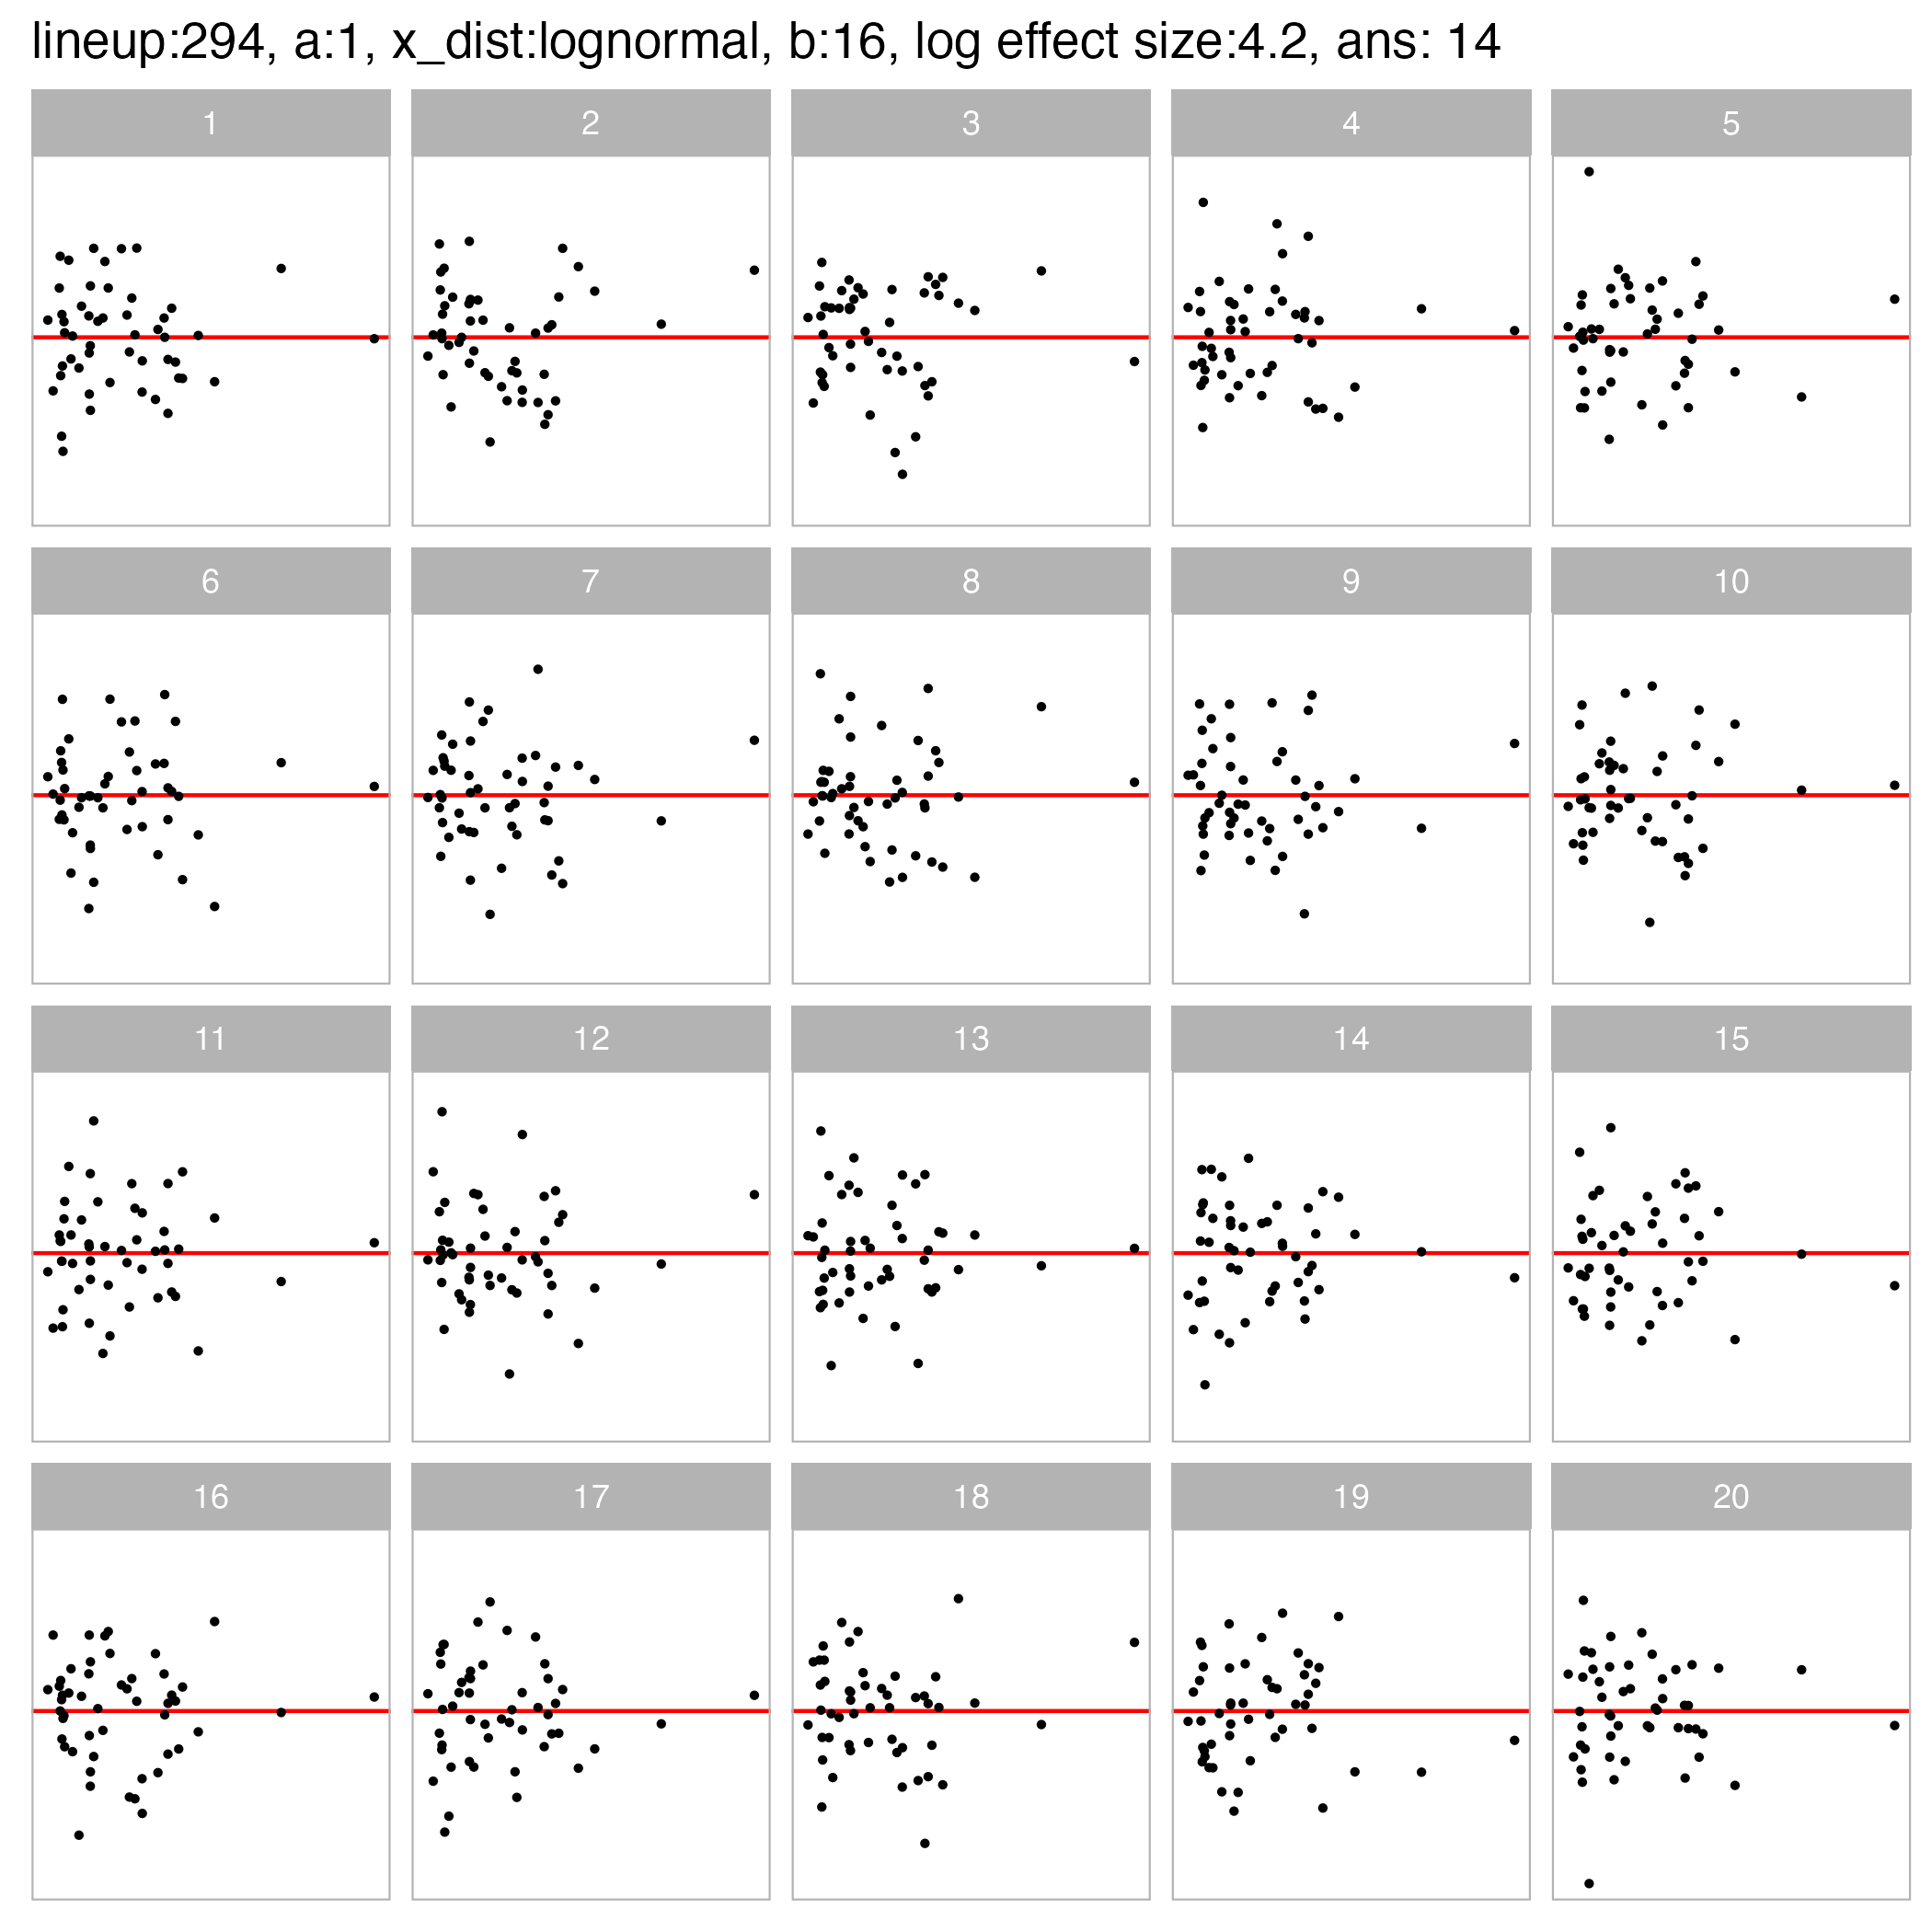 lineup:294, a:1, x_dist:lognormal, b:16, log effect size:4.2, ans: 14
1 2 3 4 5
6 7 8 9 10
11 12 13 14 15
16 17 18 19 20